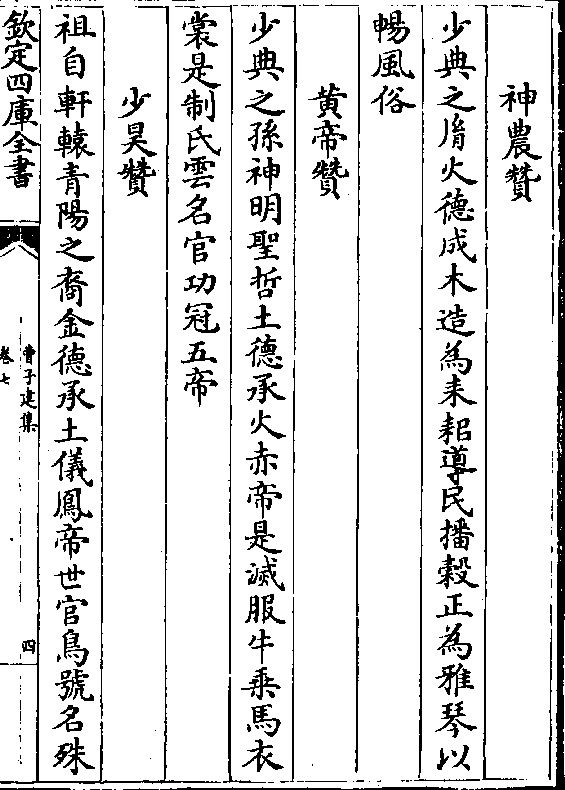 神農贊
少典之胤火德成木造為耒耜導民播穀正為雅琴以
暢風俗
黄帝贊
少典之孫神明聖哲土德承火赤帝是滅服牛乘馬衣
裳是制氏雲名官功冠五帝
少昊贊
祖自軒轅青陽之裔金德承土儀鳳帝世官鳥號名殊
欽定四庫全書
曹子建集
卷七
四